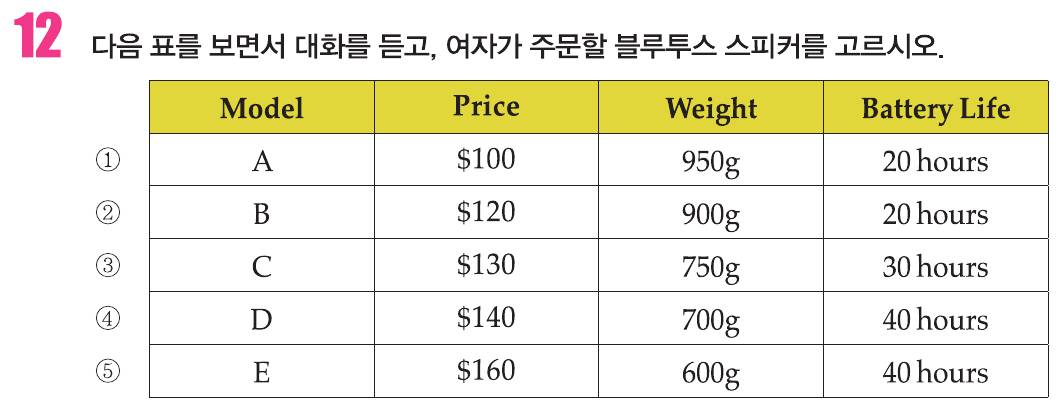 12 다음 표를 보면서 대화를 듣고, 여자가 주문할 블루투스 스피커를 고르시오.
Model Price Weight Battery Life
① A $100 950g 20 hours
② B $120 900g 20 hours
③ C $130 750g 30 hours
④ D $140 700g 40 hours
⑤ E $160 600g 40 hours